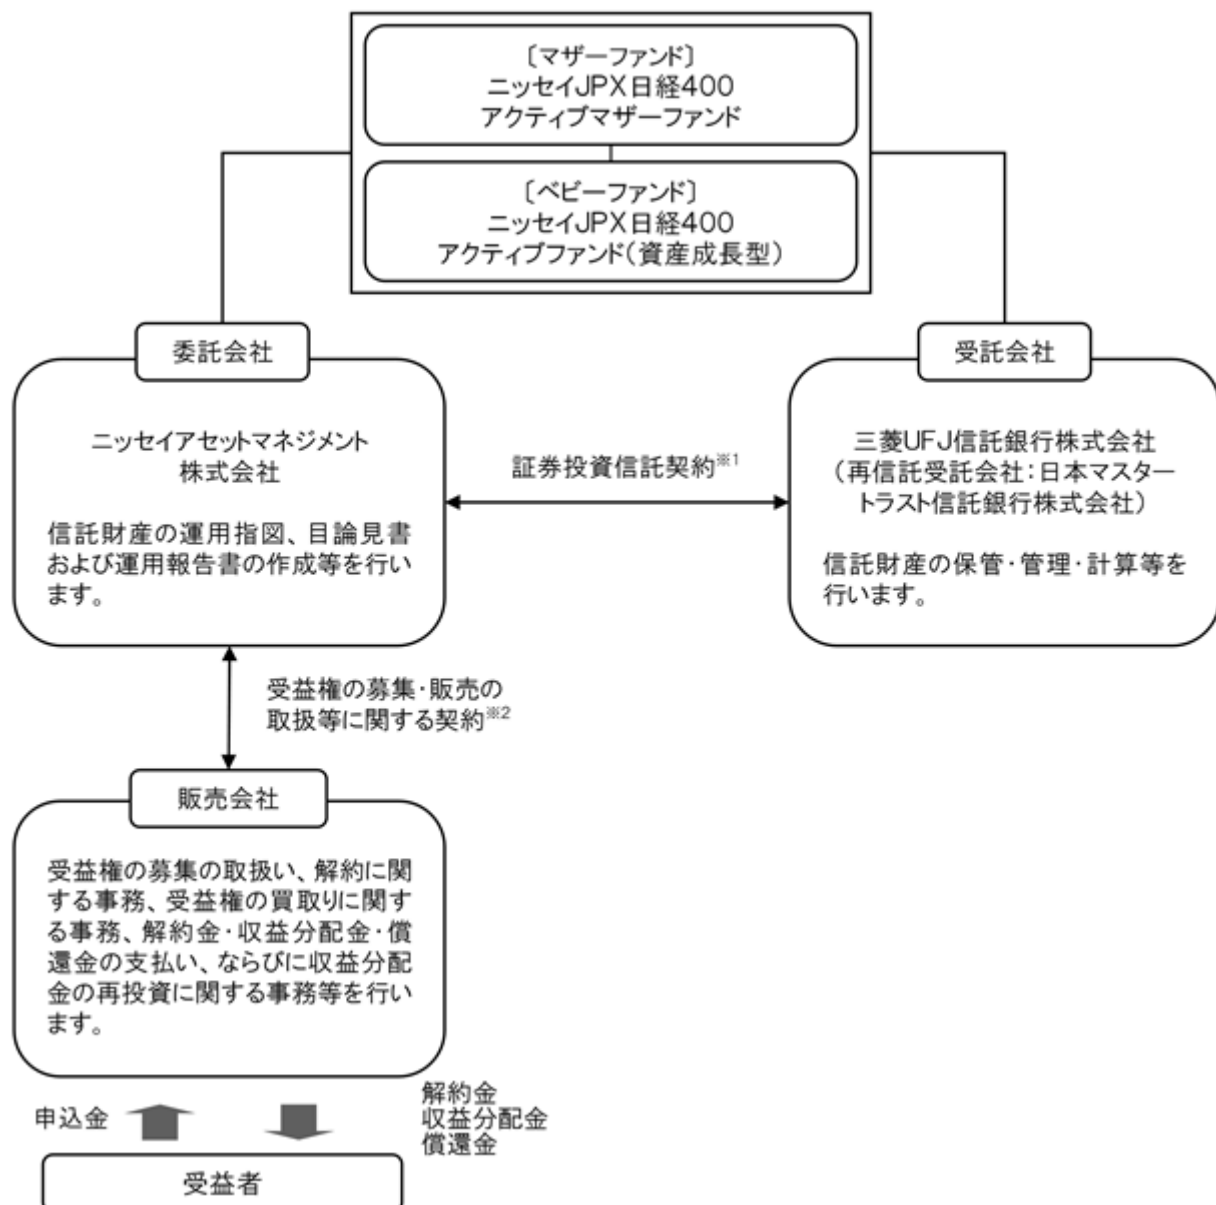 〔マザーファンド〕
ニッセイJPX日経400
アクティブマザーファンド
〔ベビーファンド〕
ニッセイJPX日経400
アクティブファンド（資産成長型）
委託会社
ニッセイアセットマネジメント
株式会社
信託財産の運用指図、目論見書
および運用報告書の作成等を行い
ます。
証券投資信託契約※1
受託会社
三菱UFJ信託銀行株式会社
（再信託受託会社：日本マスター
トラスト信託銀行株式会社）
信託財産の保管・管理・計算等を
行います。
受益権の募集・販売の
取扱等に関する契約※2
販売会社
受益権の募集の取扱い、解約に関
する事務、受益権の買取りに関す
る事務、解約金・収益分配金・償
還金の支払い、ならびに収益分配
金の再投資に関する事務等を行い
ます。
申込金
解約金
収益分配金
償還金
受益者